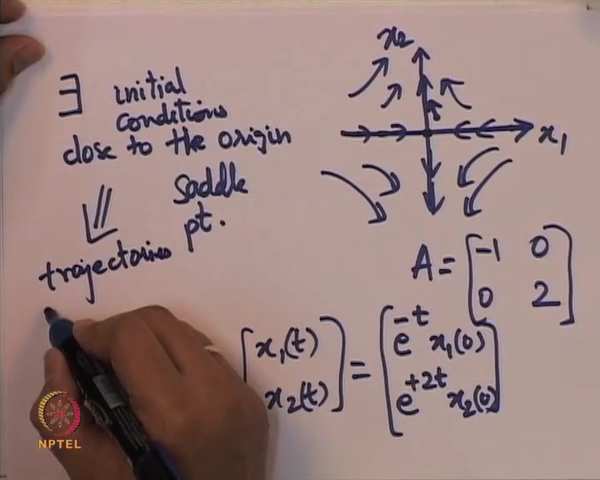 ∃ initial
conditions
close to the origin
saddle
pt.
trajectories
x₂
x₁
A = [-1 0
0 2]
[x₁(t)
x₂(t)] = [e^{-t} x₁(0)
e^{+2t} x₂(0)]
NPTEL